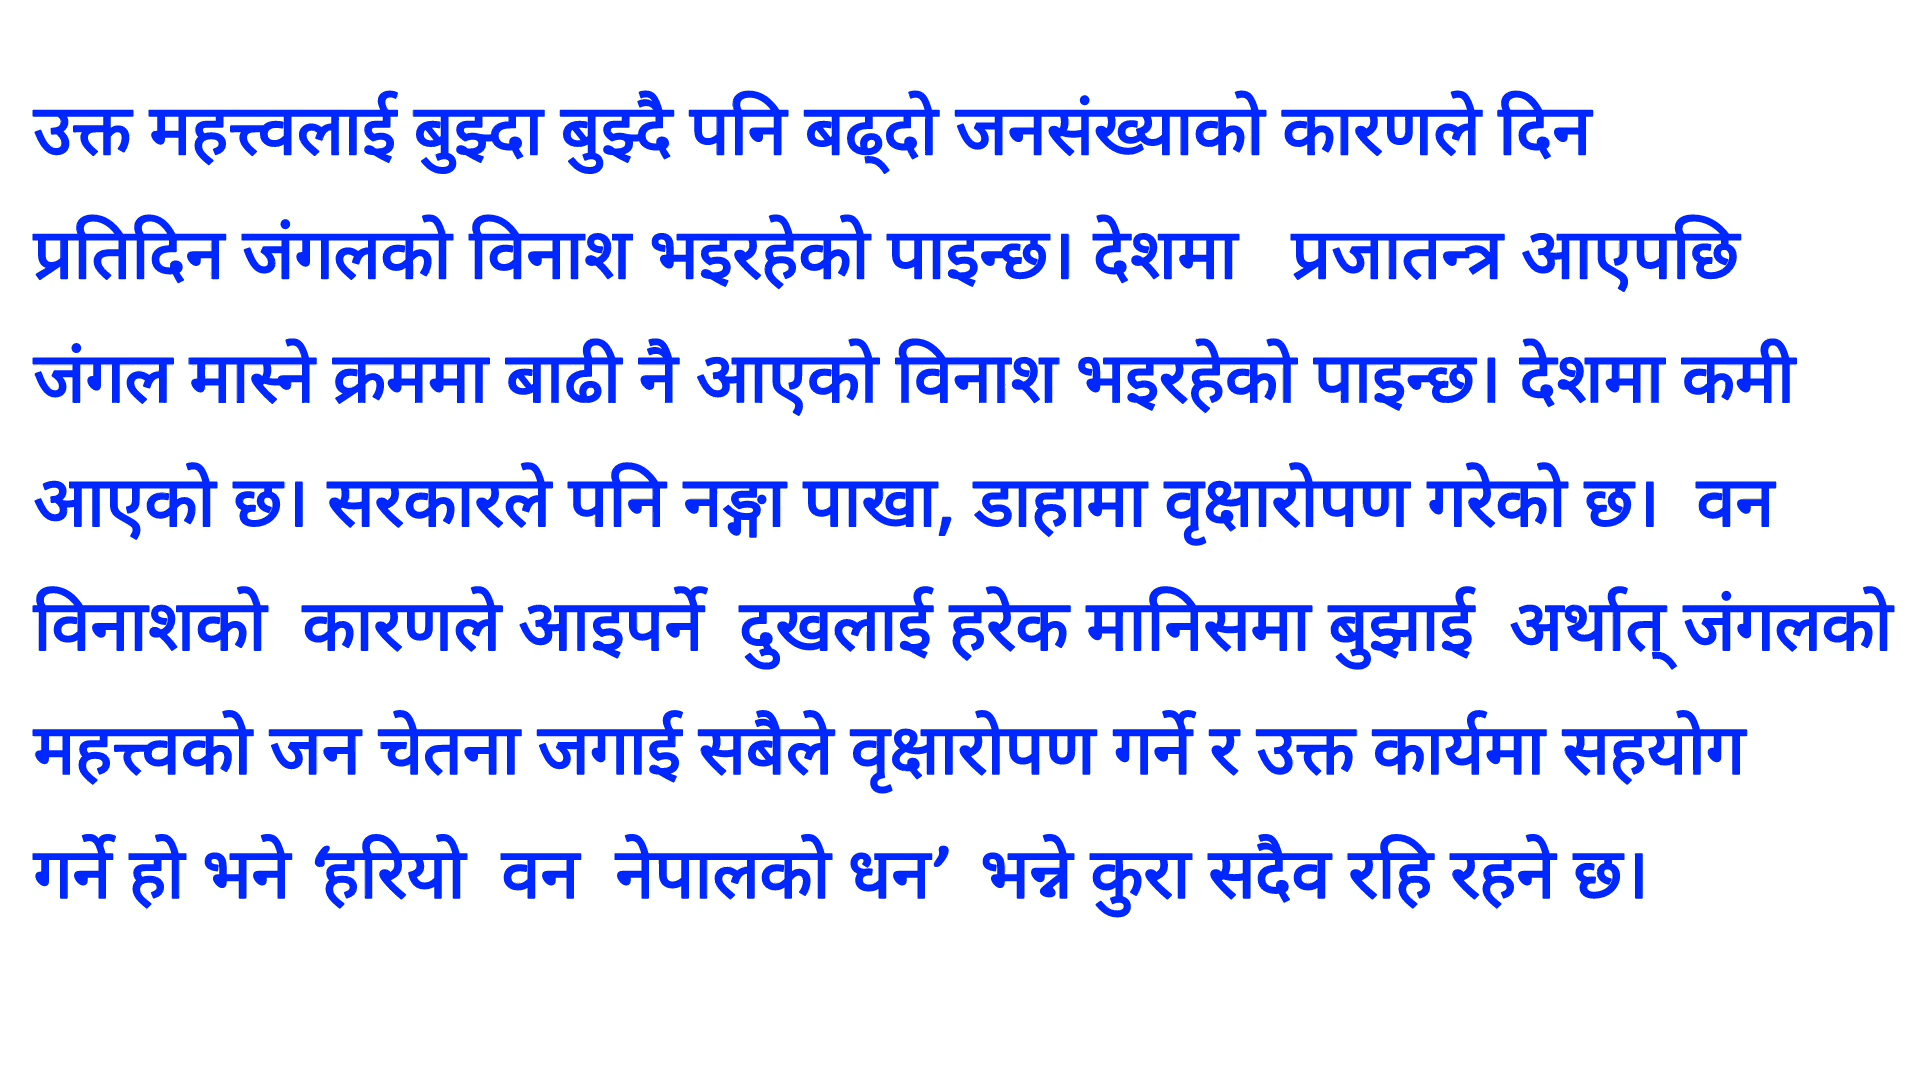 उक्त महत्त्वलाई बुझ्दा बुझ्दै पनि बढ्दो जनसंख्याको कारणले दिन
प्रतिदिन जंगलको विनाश भइरहेको पाइन्छ। देशमा प्रजातन्त्र आएपछि
जंगल मास्ने क्रममा बाढी नै आएको विनाश भइरहेको पाइन्छ। देशमा कमी
आएको छ। सरकारले पनि नङ्गा पाखा, डाहामा वृक्षारोपण गरेको छ। वन
विनाशको कारणले आइपर्ने दुखलाई हरेक मानिसमा बुझाई अर्थात् जंगलको
महत्त्वको जन चेतना जगाई सबैले वृक्षारोपण गर्ने र उक्त कार्यमा सहयोग
गर्ने हो भने ‘हरियो वन नेपालको धन’ भन्ने कुरा सदैव रहि रहने छ।